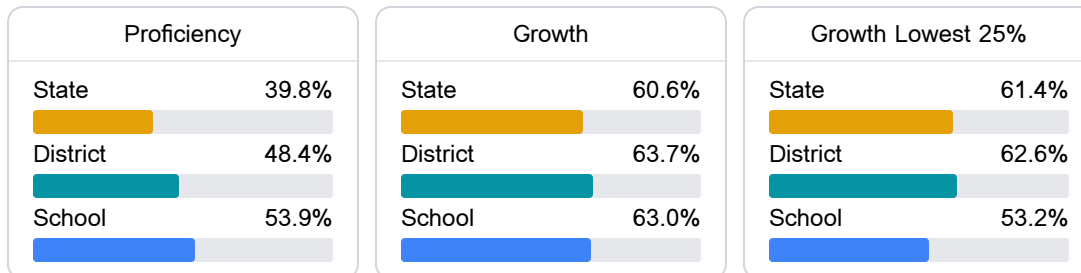 Proficiency
State 39.8%
District 48.4%
School 53.9%
Growth
State 60.6%
District 63.7%
School 63.0%
Growth Lowest 25%
State 61.4%
District 62.6%
School 53.2%